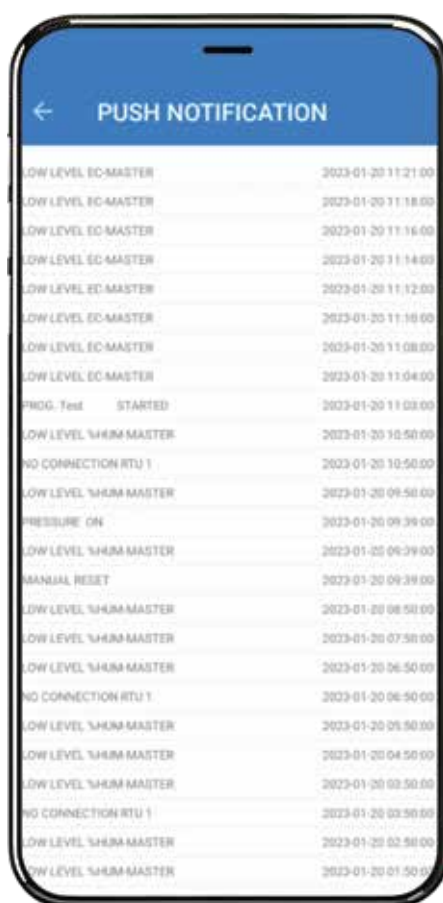 PUSH NOTIFICATION
LOW LEVEL EC-MASTER 2023-01-20 11:21:00
LOW LEVEL EC-MASTER 2023-01-20 11:18:00
LOW LEVEL EC-MASTER 2023-01-20 11:16:00
LOW LEVEL EC-MASTER 2023-01-20 11:14:00
LOW LEVEL EC-MASTER 2023-01-20 11:12:00
LOW LEVEL EC-MASTER 2023-01-20 11:10:00
LOW LEVEL EC-MASTER 2023-01-20 11:08:00
LOW LEVEL EC-MASTER 2023-01-20 11:04:00
PROG. Test STARTED 2023-01-20 11:03:00
LOW LEVEL %HUM-MASTER 2023-01-20 10:50:00
NO CONNECTION RTU 1 2023-01-20 10:50:00
LOW LEVEL %HUM-MASTER 2023-01-20 09:50:00
PRESSURE ON 2023-01-20 09:39:00
LOW LEVEL %HUM-MASTER 2023-01-20 09:39:00
MANUAL RESET 2023-01-20 09:39:00
LOW LEVEL %HUM-MASTER 2023-01-20 08:50:00
LOW LEVEL %HUM-MASTER 2023-01-20 07:50:00
LOW LEVEL %HUM-MASTER 2023-01-20 06:50:00
NO CONNECTION RTU 1 2023-01-20 06:50:00
LOW LEVEL %HUM-MASTER 2023-01-20 05:50:00
LOW LEVEL %HUM-MASTER 2023-01-20 04:50:00
LOW LEVEL %HUM-MASTER 2023-01-20 03:50:00
NO CONNECTION RTU 1 2023-01-20 03:50:00
LOW LEVEL %HUM-MASTER 2023-01-20 02:50:00
LOW LEVEL %HUM-MASTER 2023-01-20 01:50:0